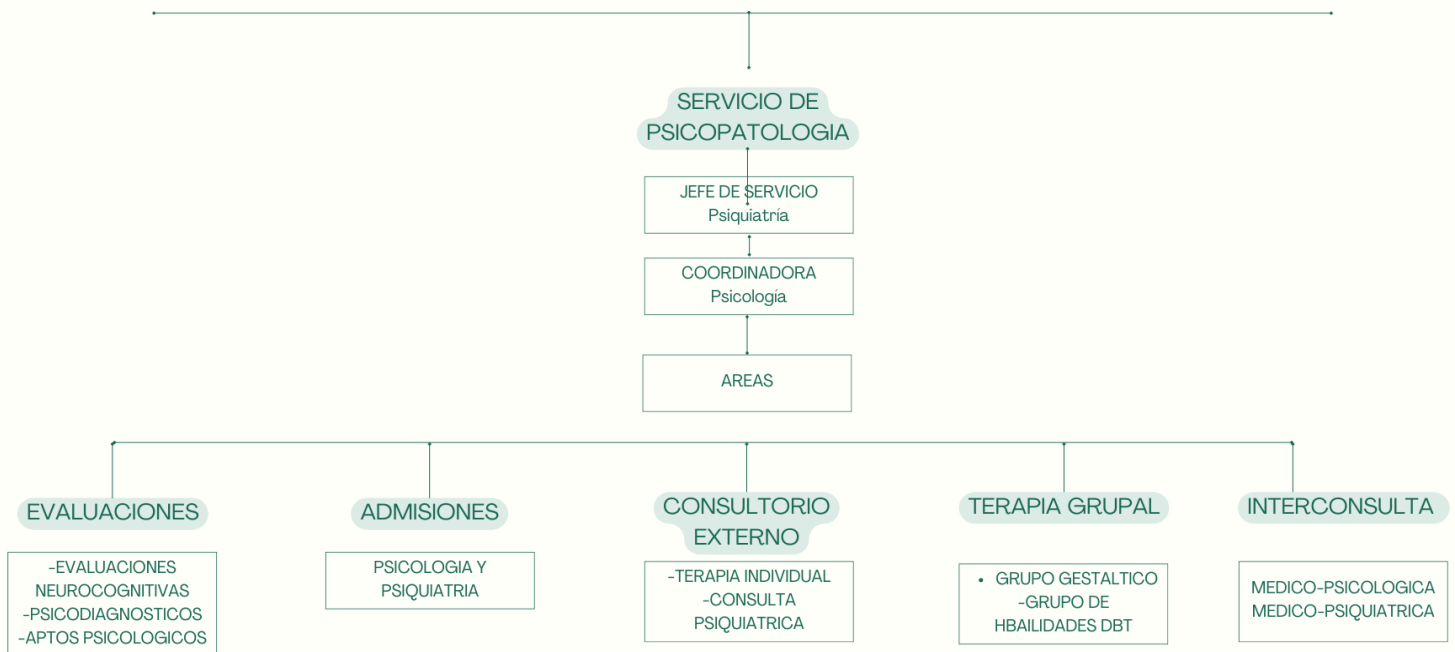 SERVICIO DE
PSICOPATOLOGIA
JEFE DE SERVICIO
Psiquiatría
COORDINADORA
Psicología
AREAS
EVALUACIONES
-EVALUACIONES
NEUROCOGNITIVAS
-PSICODIAGNOSTICOS
-APTOS PSICOLOGICOS
ADMISIONES
PSICOLOGIA Y
PSIQUIATRIA
CONSULTORIO
EXTERNO
-TERAPIA INDIVIDUAL
-CONSULTA
PSIQUIATRICA
TERAPIA GRUPAL
• GRUPO GESTALTICO
-GRUPO DE
HBAILIDADES DBT
INTERCONSULTA
MEDICO-PSICOLOGICA
MEDICO-PSIQUIATRICA